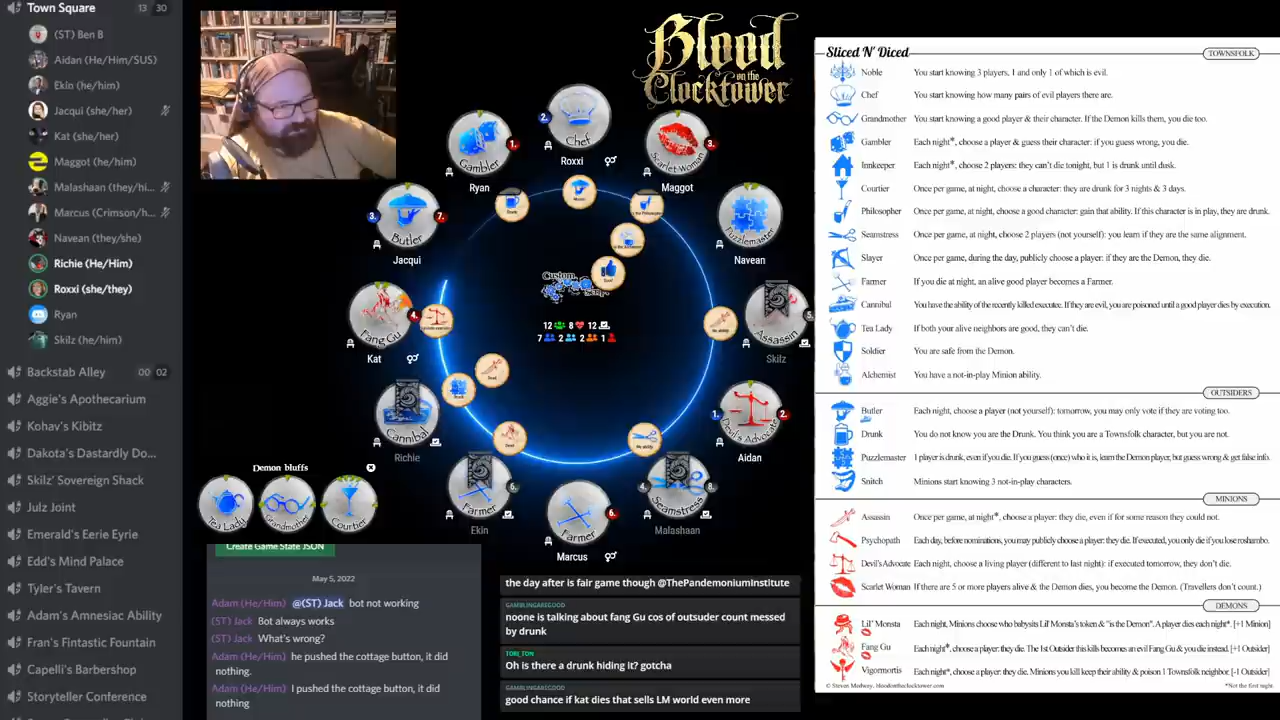 Town Square 13 30
(ST) Ben B
Jacqui (she/her)
Kat (she/her)
Maggot (he/him)
Malashaan (they/hi...
Marcus (Crimson/h...
Navean (they/she)
Richie (He/Him)
Roxxi (she/they)
Ryan
Skilz (he/him)
Backstab Alley 00 02
Aggie's Apothecarium
Kohav's Kibitz
Dakota's Dastardly Do...
Skilz' Sovereign Shack
Julz Joint
Emerald's Eerie Eyrie
Tyler's Tavern
Adam's Amnesiac Ability
Capelli's Barbershop
Blood
on the
Clocktower
Gambler
Ryan
Chef
Roxxi
Scarlet Woman
Maggot
Butler
Jacqui
Puzzlemaster
Navean
Fang Gu
Kat
Assassin
Skilz
Cannibal
Richie
Devil's Advocate
Aidan
Farmer
Ekin
Farmer
Marcus
Seamstress
Malashaan
Custom
12 8 12
7 2 2 2 1
Demon bluffs
Tea Lady
Grandmother
Courtier
Create Game State JSON
May 5, 2022
Adam (He/Him) @(ST) Jack bot not working
(ST) Jack Bot always works
(ST) Jack What's wrong?
Adam (He/Him) he pushed the cottage button, it did
nothing.
Adam (He/Him) I pushed the cottage button, it did
nothing
the day after is fair game though @ThePandemoniumInstitute
GAMBLINGAREGOOD
noone is talking about fang Gu cos of outsuder count messed
by drunk
TOBI_TON
Oh is there a drunk hiding it? gotcha
GAMBLINGAREGOOD
good chance if kat dies that sells LM world even more
Sliced N' Diced TOWNSFOLK
Noble You start knowing 3 players, 1 and only 1 of which is evil.
Chef You start knowing how many pairs of evil players there are.
Grandmother You start knowing a good player & their character. If the Demon kills them, you die too.
Gambler Each night*, choose a player & guess their character: if you guess wrong, you die.
Innkeeper Each night*, choose 2 players: they can't die tonight, but 1 is drunk until dusk.
Courtier Once per game, at night, choose a character: they are drunk for 3 nights & 3 days.
Philosopher Once per game, at night, choose a good character: gain that ability. If this character is in play, they are drunk.
Seamstress Once per game, at night, choose 2 players (not yourself): you learn if they are the same alignment.
Slayer Once per game, during the day, publicly choose a player: if they are the Demon, they die.
Farmer If you die at night, an alive good player becomes a Farmer.
Cannibal You have the ability of the recently killed executee. If they are evil, you are poisoned until a good player dies by execution.
Tea Lady If both your alive neighbors are good, they can't die.
Soldier You are safe from the Demon.
Alchemist You have a not-in-play Minion ability.
OUTSIDERS
Butler Each night, choose a player (not yourself): tomorrow, you may only vote if they are voting too.
Drunk You do not know you are the Drunk. You think you are a Townsfolk character, but you are not.
Puzzlemaster 1 player is drunk, even if you die. If you guess (once) who it is, learn the Demon player, but guess wrong & get false info.
Snitch Minions start knowing 3 not-in-play characters.
MINIONS
Assassin Once per game, at night*, choose a player: they die, even if for some reason they could not.
Psychopath Each day, before nominations, you may publicly choose a player: they die. If executed, you only die if you lose roshambo.
Devil's Advocate Each night, choose a living player (different to last night): if executed tomorrow, they don't die.
Scarlet Woman If there are 5 or more players alive & the Demon dies, you become the Demon. (Travellers don't count.)
DEMONS
Lil' Monsta Each night, Minions choose who babysits Lil' Monsta's token & "is the Demon". A player dies each night*. [+1 Minion]
Fang Gu Each night*, choose a player: they die. The 1st Outsider this kills becomes an evil Fang Gu & you die instead. [+1 Outsider]
Vigormortis Each night*, choose a player: they die. Minions you kill keep their ability & poison 1 Townsfolk neighbor. [-1 Outsider]
© Steven Medway, bloodontheclocktower.com *Not the first night